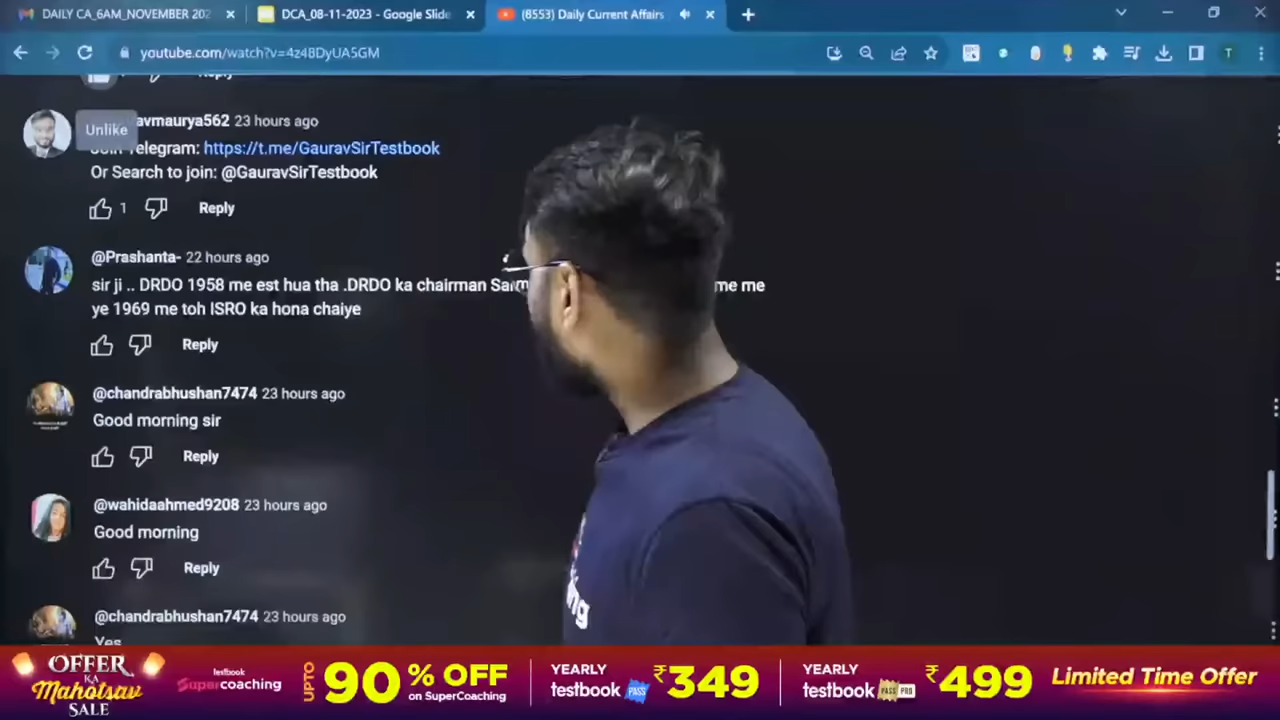 DAILY CA_6AM_NOVEMBER 202
DCA_08-11-2023 - Google Slide
(8553) Daily Current Affairs
youtube.com/watch?v=4z48DyUA5GM
T
Reply
avmaurya562 23 hours ago
Unlike
Telegram: https://t.me/GauravSirTestbook
Or Search to join: @GauravSirTestbook
1
Reply
@Prashanta- 22 hours ago
sir ji .. DRDO 1958 me est hua tha .DRDO ka chairman me me
ye 1969 me toh ISRO ka hona chaiye
Reply
@chandrabhushan7474 23 hours ago
Good morning sir
Reply
@wahidaahmed9208 23 hours ago
Good morning
Reply
@chandrabhushan7474 23 hours ago
Yes
OFFER KA Mahotsav SALE
testbook Supercoaching
UPTO 90% OFF on SuperCoaching
YEARLY testbook PASS ₹349
YEARLY testbook PASS PRO ₹499
Limited Time Offer